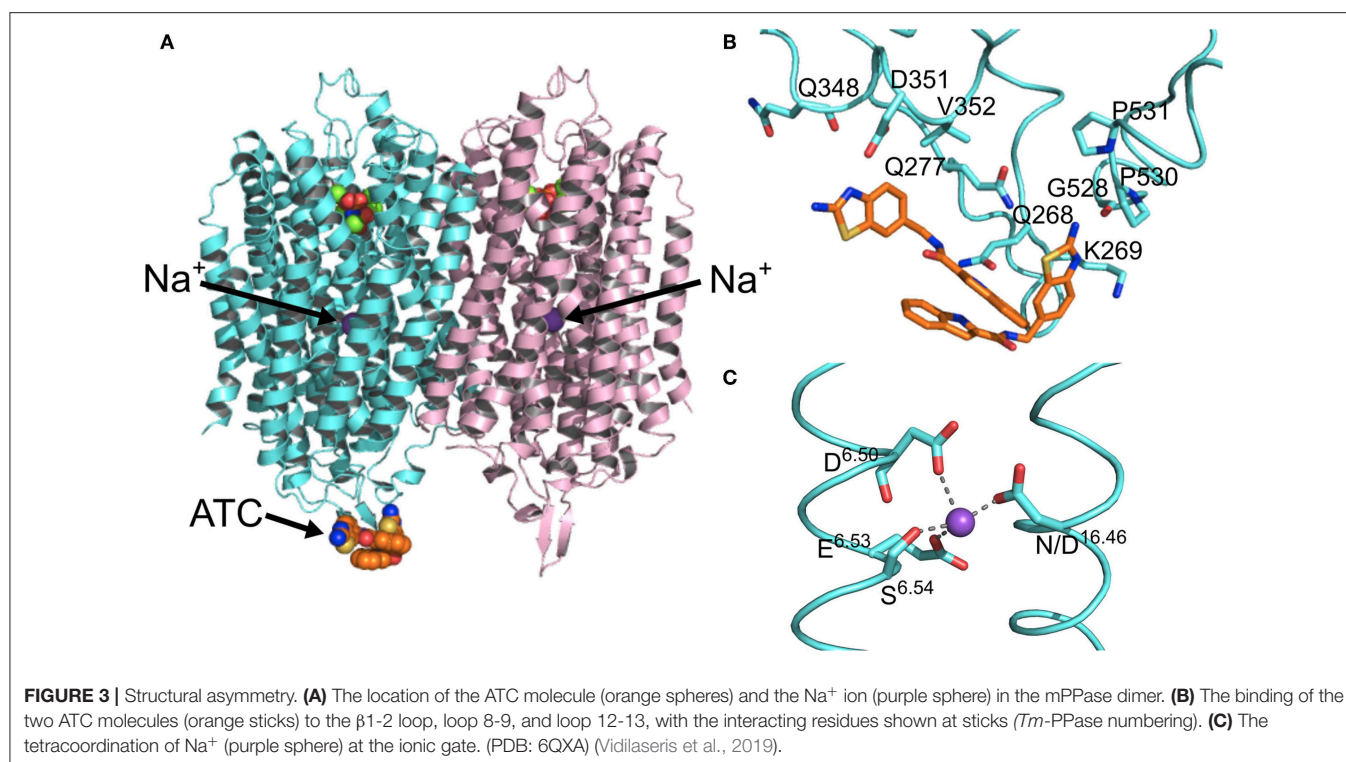 A
B
Q348
D351
V352
P531
Q277
G528
P530
Q268
K269
Na⁺
Na⁺
ATC
C
D⁶·⁵⁰
E⁶·⁵³
S⁶·⁵⁴
N/D¹⁶·⁴⁶
FIGURE 3 | Structural asymmetry. (A) The location of the ATC molecule (orange spheres) and the Na⁺ ion (purple sphere) in the mPPase dimer. (B) The binding of the
two ATC molecules (orange sticks) to the β1-2 loop, loop 8-9, and loop 12-13, with the interacting residues shown at sticks (Tm-PPase numbering). (C) The
tetracoordination of Na⁺ (purple sphere) at the ionic gate. (PDB: 6QXA) (Vidilaseris et al., 2019).